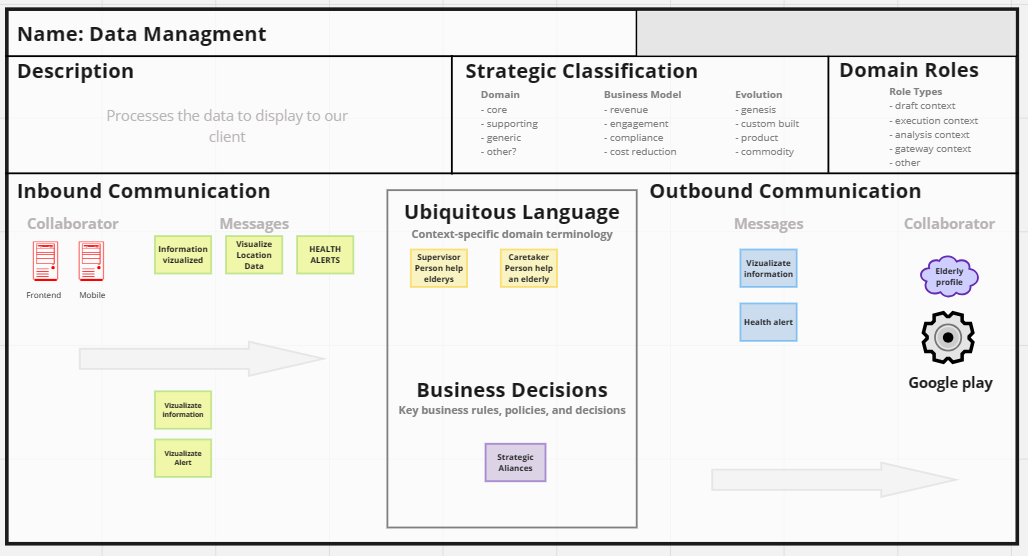 Name: Data Managment
Description
Processes the data to display to our
client
Strategic Classification
Domain
- core
- supporting
- generic
- other?
Business Model
- revenue
- engagement
- compliance
- cost reduction
Evolution
- genesis
- custom built
- product
- commodity
Domain Roles
Role Types
- draft context
- execution context
- analysis context
- gateway context
- other
Inbound Communication
Collaborator
Messages
Frontend
Mobile
Information
vizualized
Visualize
Location
Data
HEALTH
ALERTS
Vizualizate
information
Vizualizate
Alert
Ubiquitous Language
Context-specific domain terminology
Supervisor
Person help
elderys
Caretaker
Person help
an elderly
Business Decisions
Key business rules, policies, and decisions
Strategic
Aliances
Outbound Communication
Messages
Collaborator
Vizualizate
information
Health alert
Elderly
profile
Google play